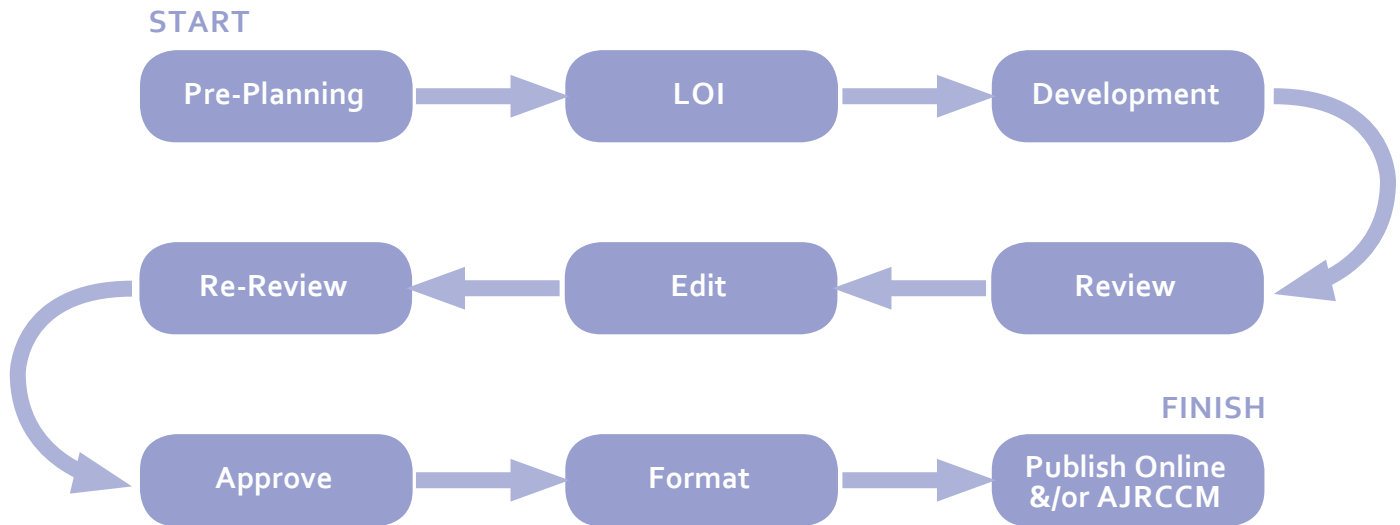 START
Pre-Planning
LOI
Development
Re-Review
Edit
Review
FINISH
Approve
Format
Publish Online
&/or AJRCCM